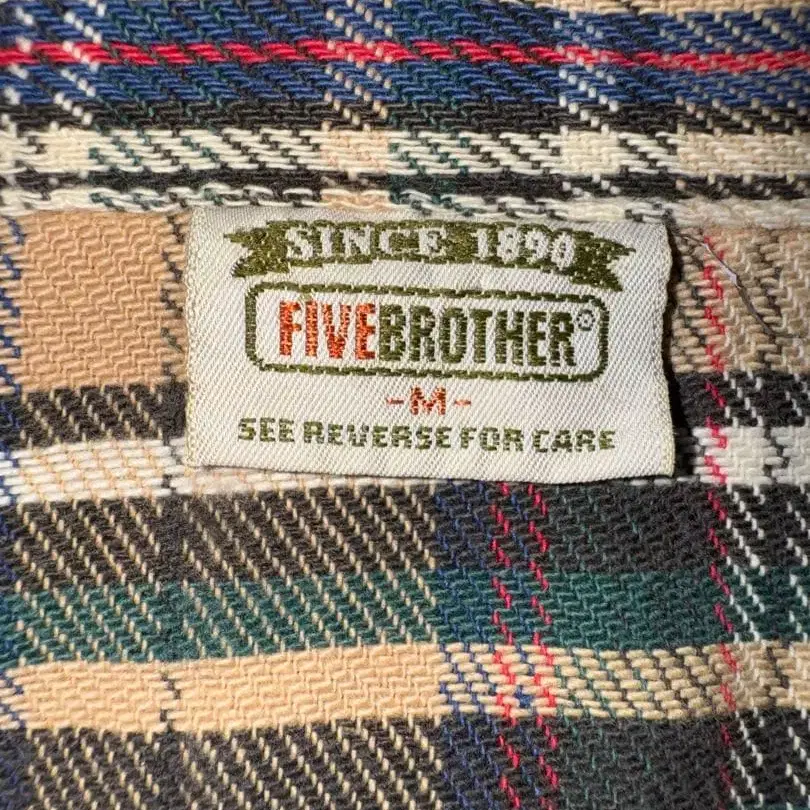 SINCE 1890
FIVEBROTHER®
-M-
SEE REVERSE FOR CARE